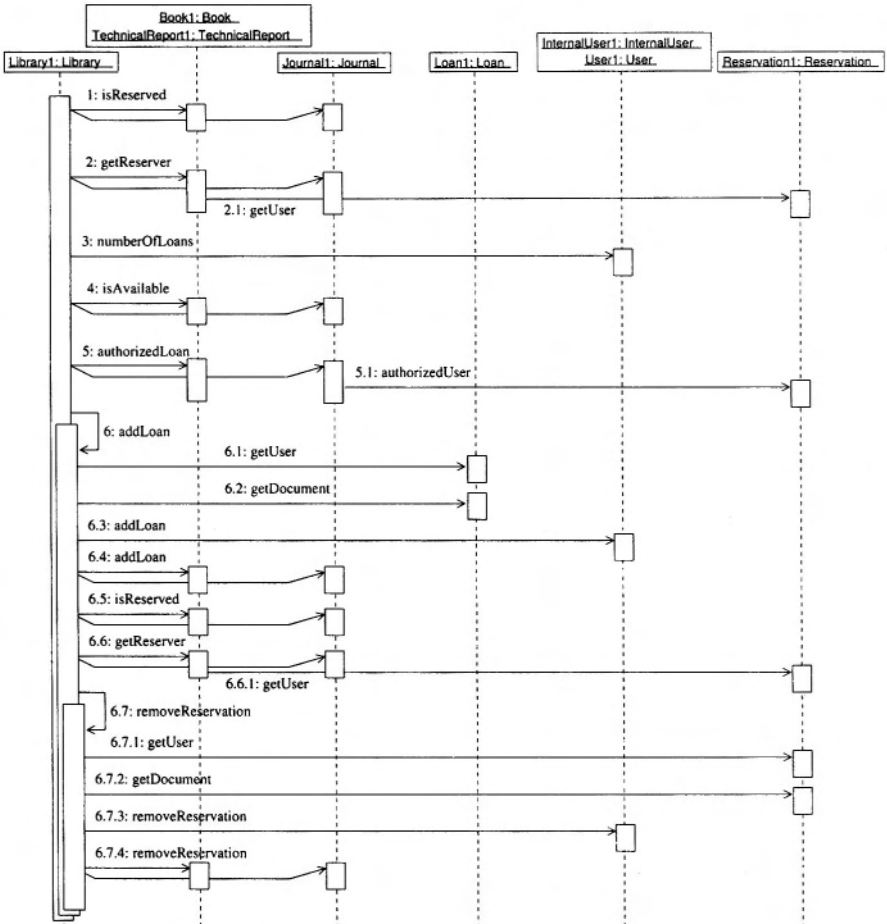 Book1: Book
TechnicalReport1: TechnicalReport
InternalUser1: InternalUser
User1: User
Library1: Library
Journal1: Journal
Loan1: Loan
Reservation1: Reservation
1: isReserved
2: getReserver
2.1: getUser
3: numberOfLoans
4: isAvailable
5: authorizedLoan
5.1: authorizedUser
6: addLoan
6.1: getUser
6.2: getDocument
6.3: addLoan
6.4: addLoan
6.5: isReserved
6.6: getReserver
6.6.1: getUser
6.7: removeReservation
6.7.1: getUser
6.7.2: getDocument
6.7.3: removeReservation
6.7.4: removeReservation